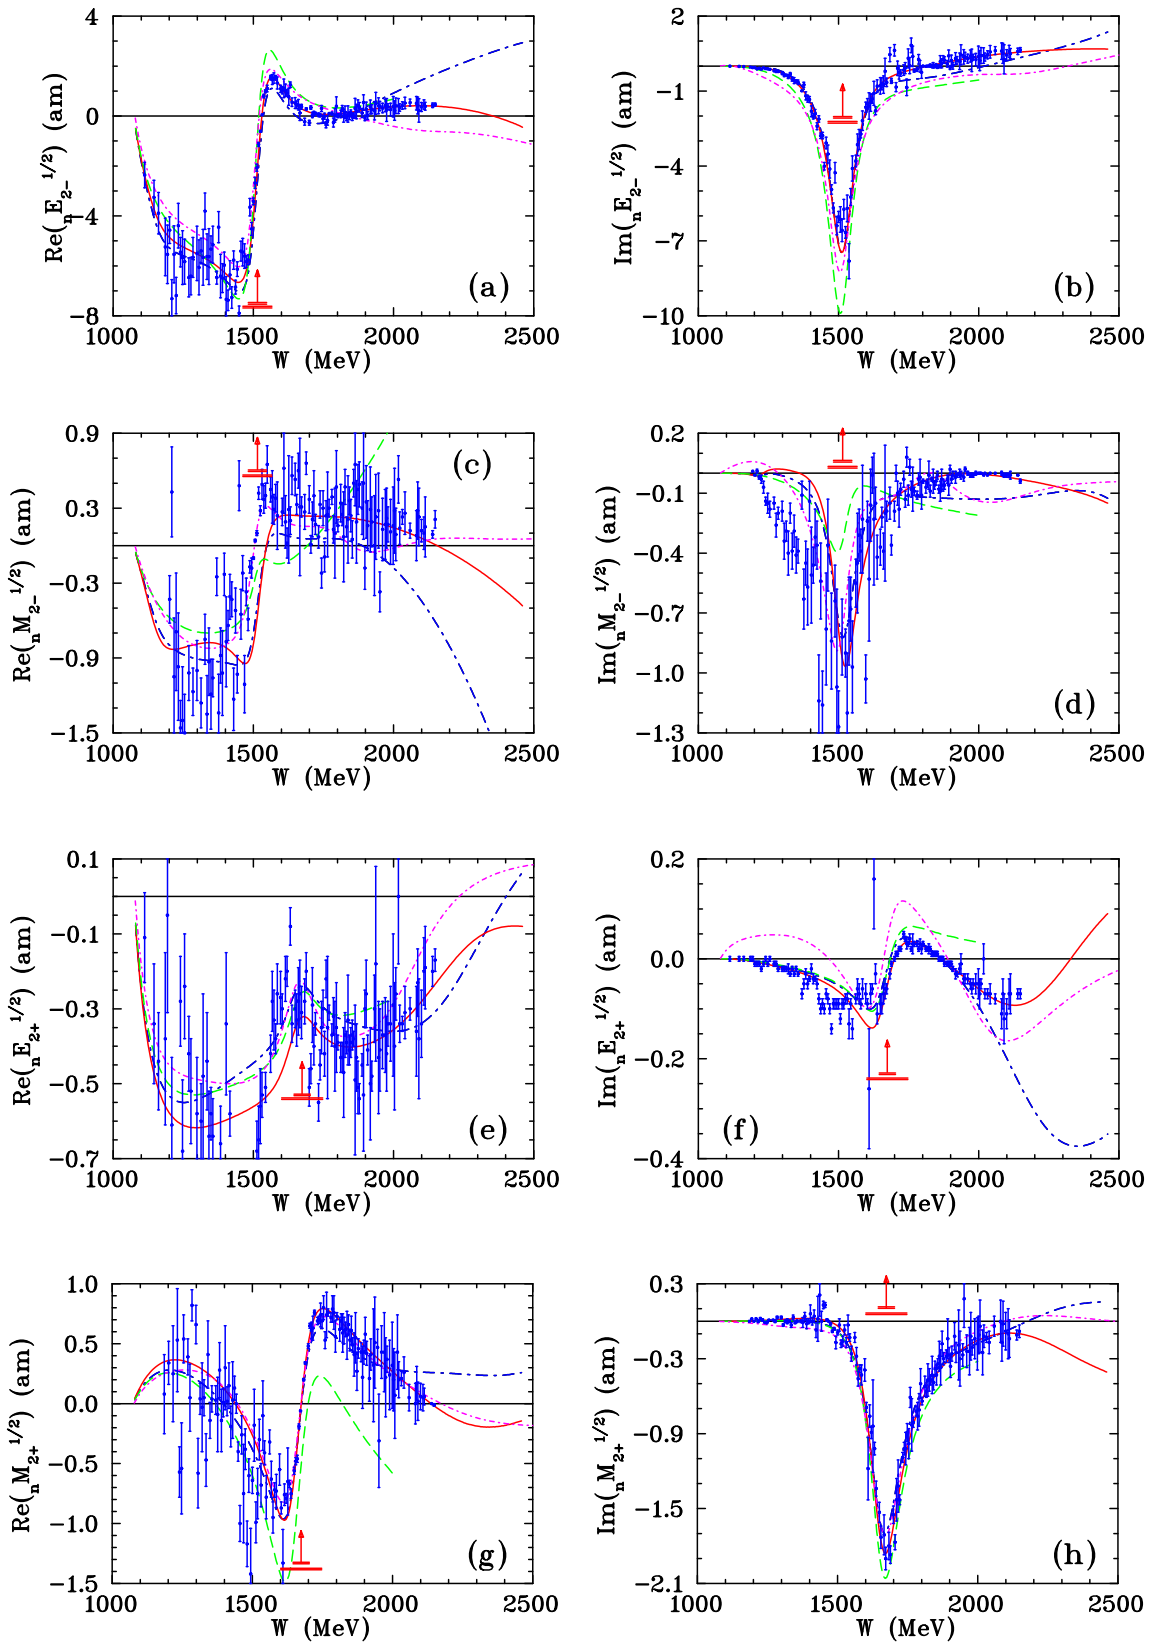 4
0
−4
−8
Re(nE2−1/2) (am)
(a)
1000 1500 2000 2500
W (MeV)
2
−1
−4
−7
−10
Im(nE2−1/2) (am)
(b)
1000 1500 2000 2500
W (MeV)
0.9
0.3
−0.3
−0.9
−1.5
Re(nM2−1/2) (am)
(c)
1000 1500 2000 2500
W (MeV)
0.2
−0.1
−0.4
−0.7
−1.0
−1.3
Im(nM2−1/2) (am)
(d)
1000 1500 2000 2500
W (MeV)
0.1
−0.1
−0.3
−0.5
−0.7
Re(nE2+1/2) (am)
(e)
1000 1500 2000 2500
W (MeV)
0.2
0.0
−0.2
−0.4
Im(nE2+1/2) (am)
(f)
1000 1500 2000 2500
W (MeV)
1.0
0.5
0.0
−0.5
−1.0
−1.5
Re(nM2+1/2) (am)
(g)
1000 1500 2000 2500
W (MeV)
0.3
−0.3
−0.9
−1.5
−2.1
Im(nM2+1/2) (am)
(h)
1000 1500 2000 2500
W (MeV)